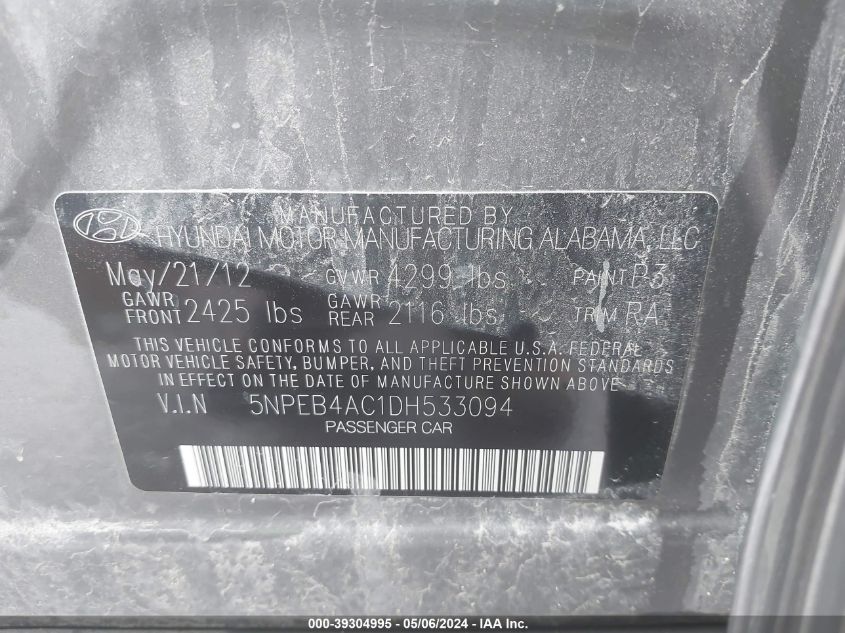 MANUFACTURED BY
HYUNDAI MOTOR MANUFACTURING ALABAMA, LLC
May/21/12 GVWR 4299 lbs PAINT P3
GAWR FRONT 2425 lbs GAWR REAR 2116 lbs TRIM RA
THIS VEHICLE CONFORMS TO ALL APPLICABLE U.S.A. FEDERAL
MOTOR VEHICLE SAFETY, BUMPER, AND THEFT PREVENTION STANDARDS
IN EFFECT ON THE DATE OF MANUFACTURE SHOWN ABOVE
V.I.N 5NPEB4AC1DH533094
PASSENGER CAR
000-39304995 - 05/06/2024 - IAA Inc.